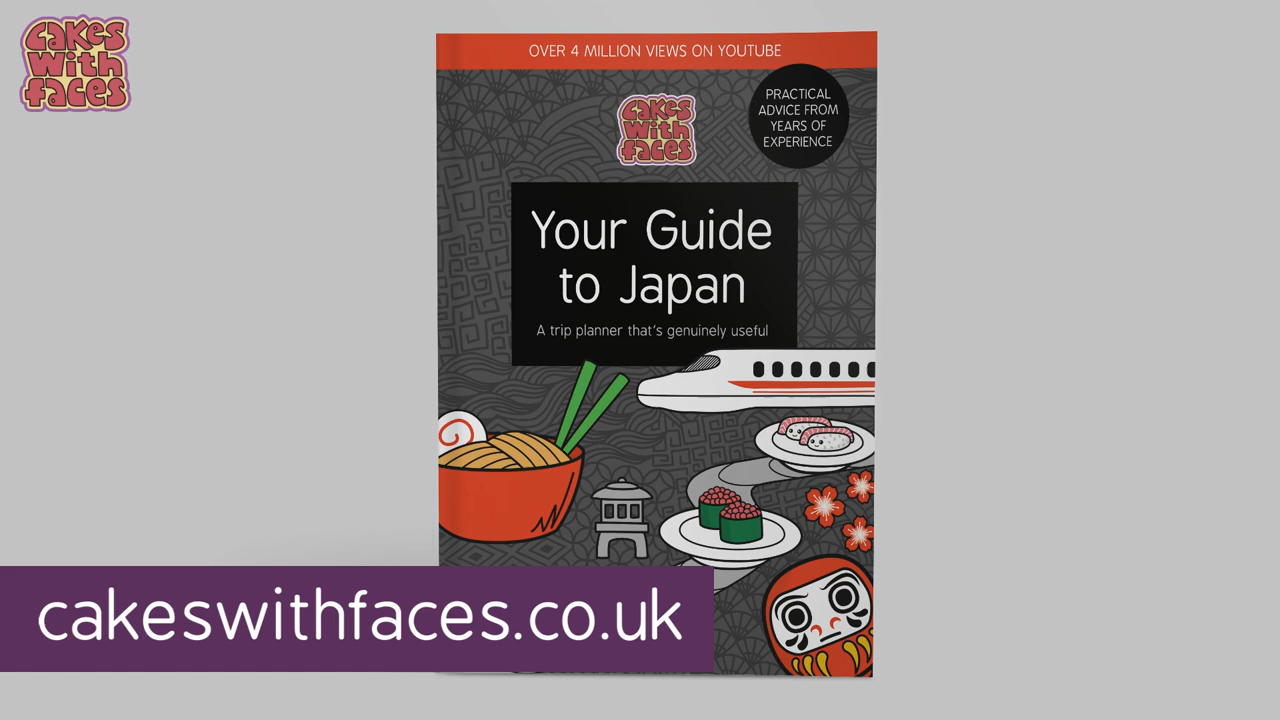 cakes
with
faces
OVER 4 MILLION VIEWS ON YOUTUBE
cakes
with
faces
PRACTICAL
ADVICE FROM
YEARS OF
EXPERIENCE
Your Guide
to Japan
A trip planner that's genuinely useful
cakeswithfaces.co.uk